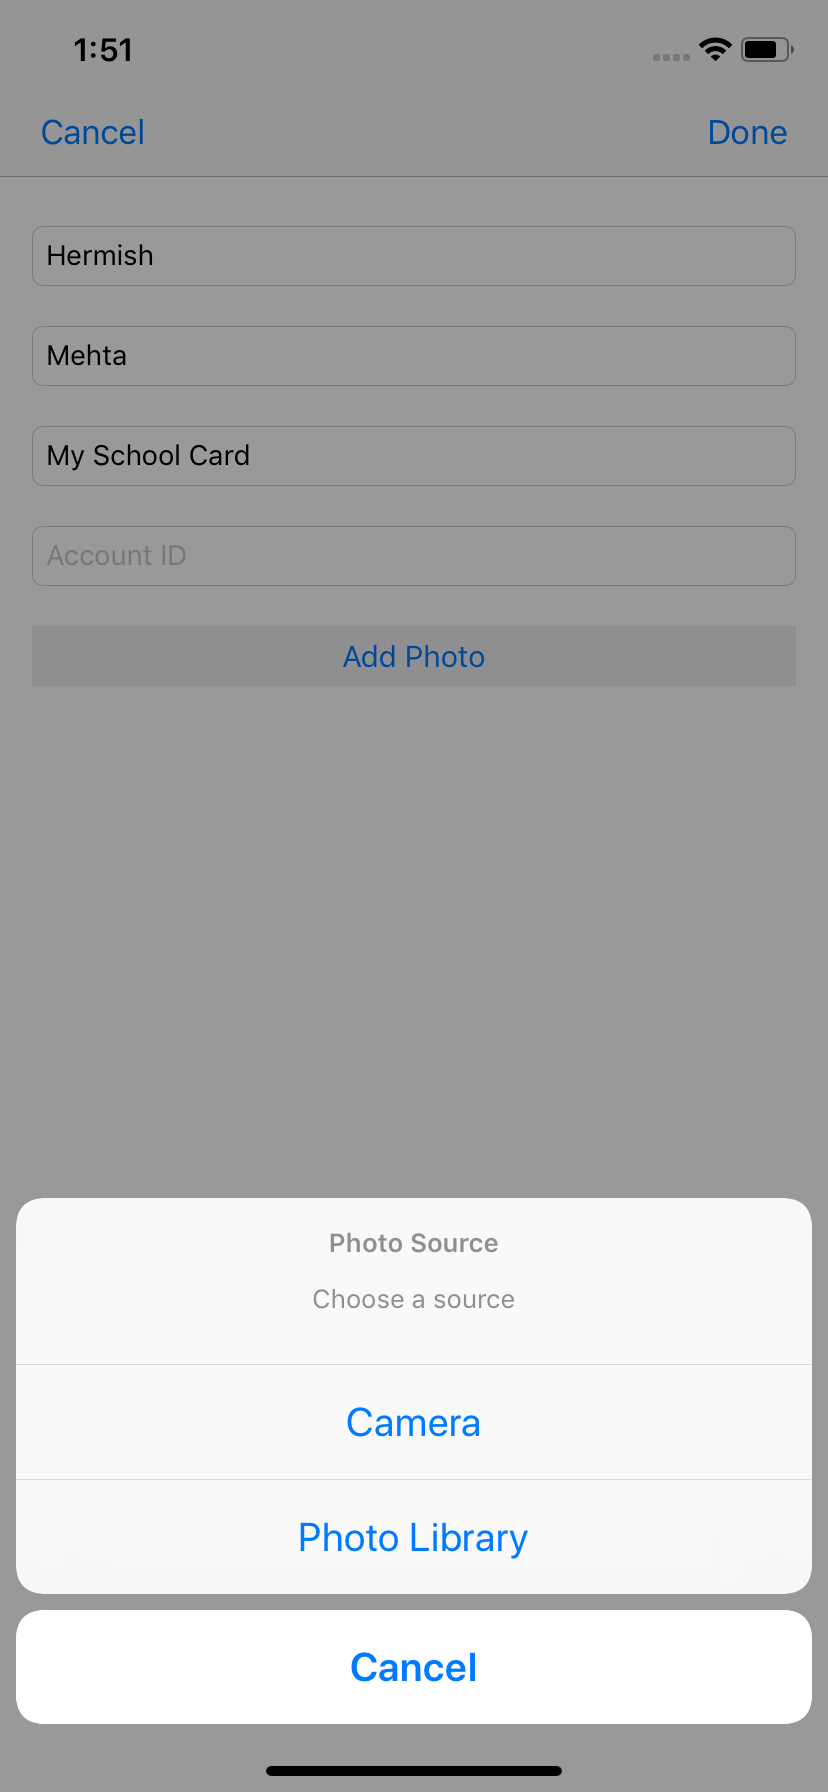 1:51
Cancel Done
Hermish
Mehta
My School Card
Account ID
Add Photo
Photo Source
Choose a source
Camera
Photo Library
Cancel